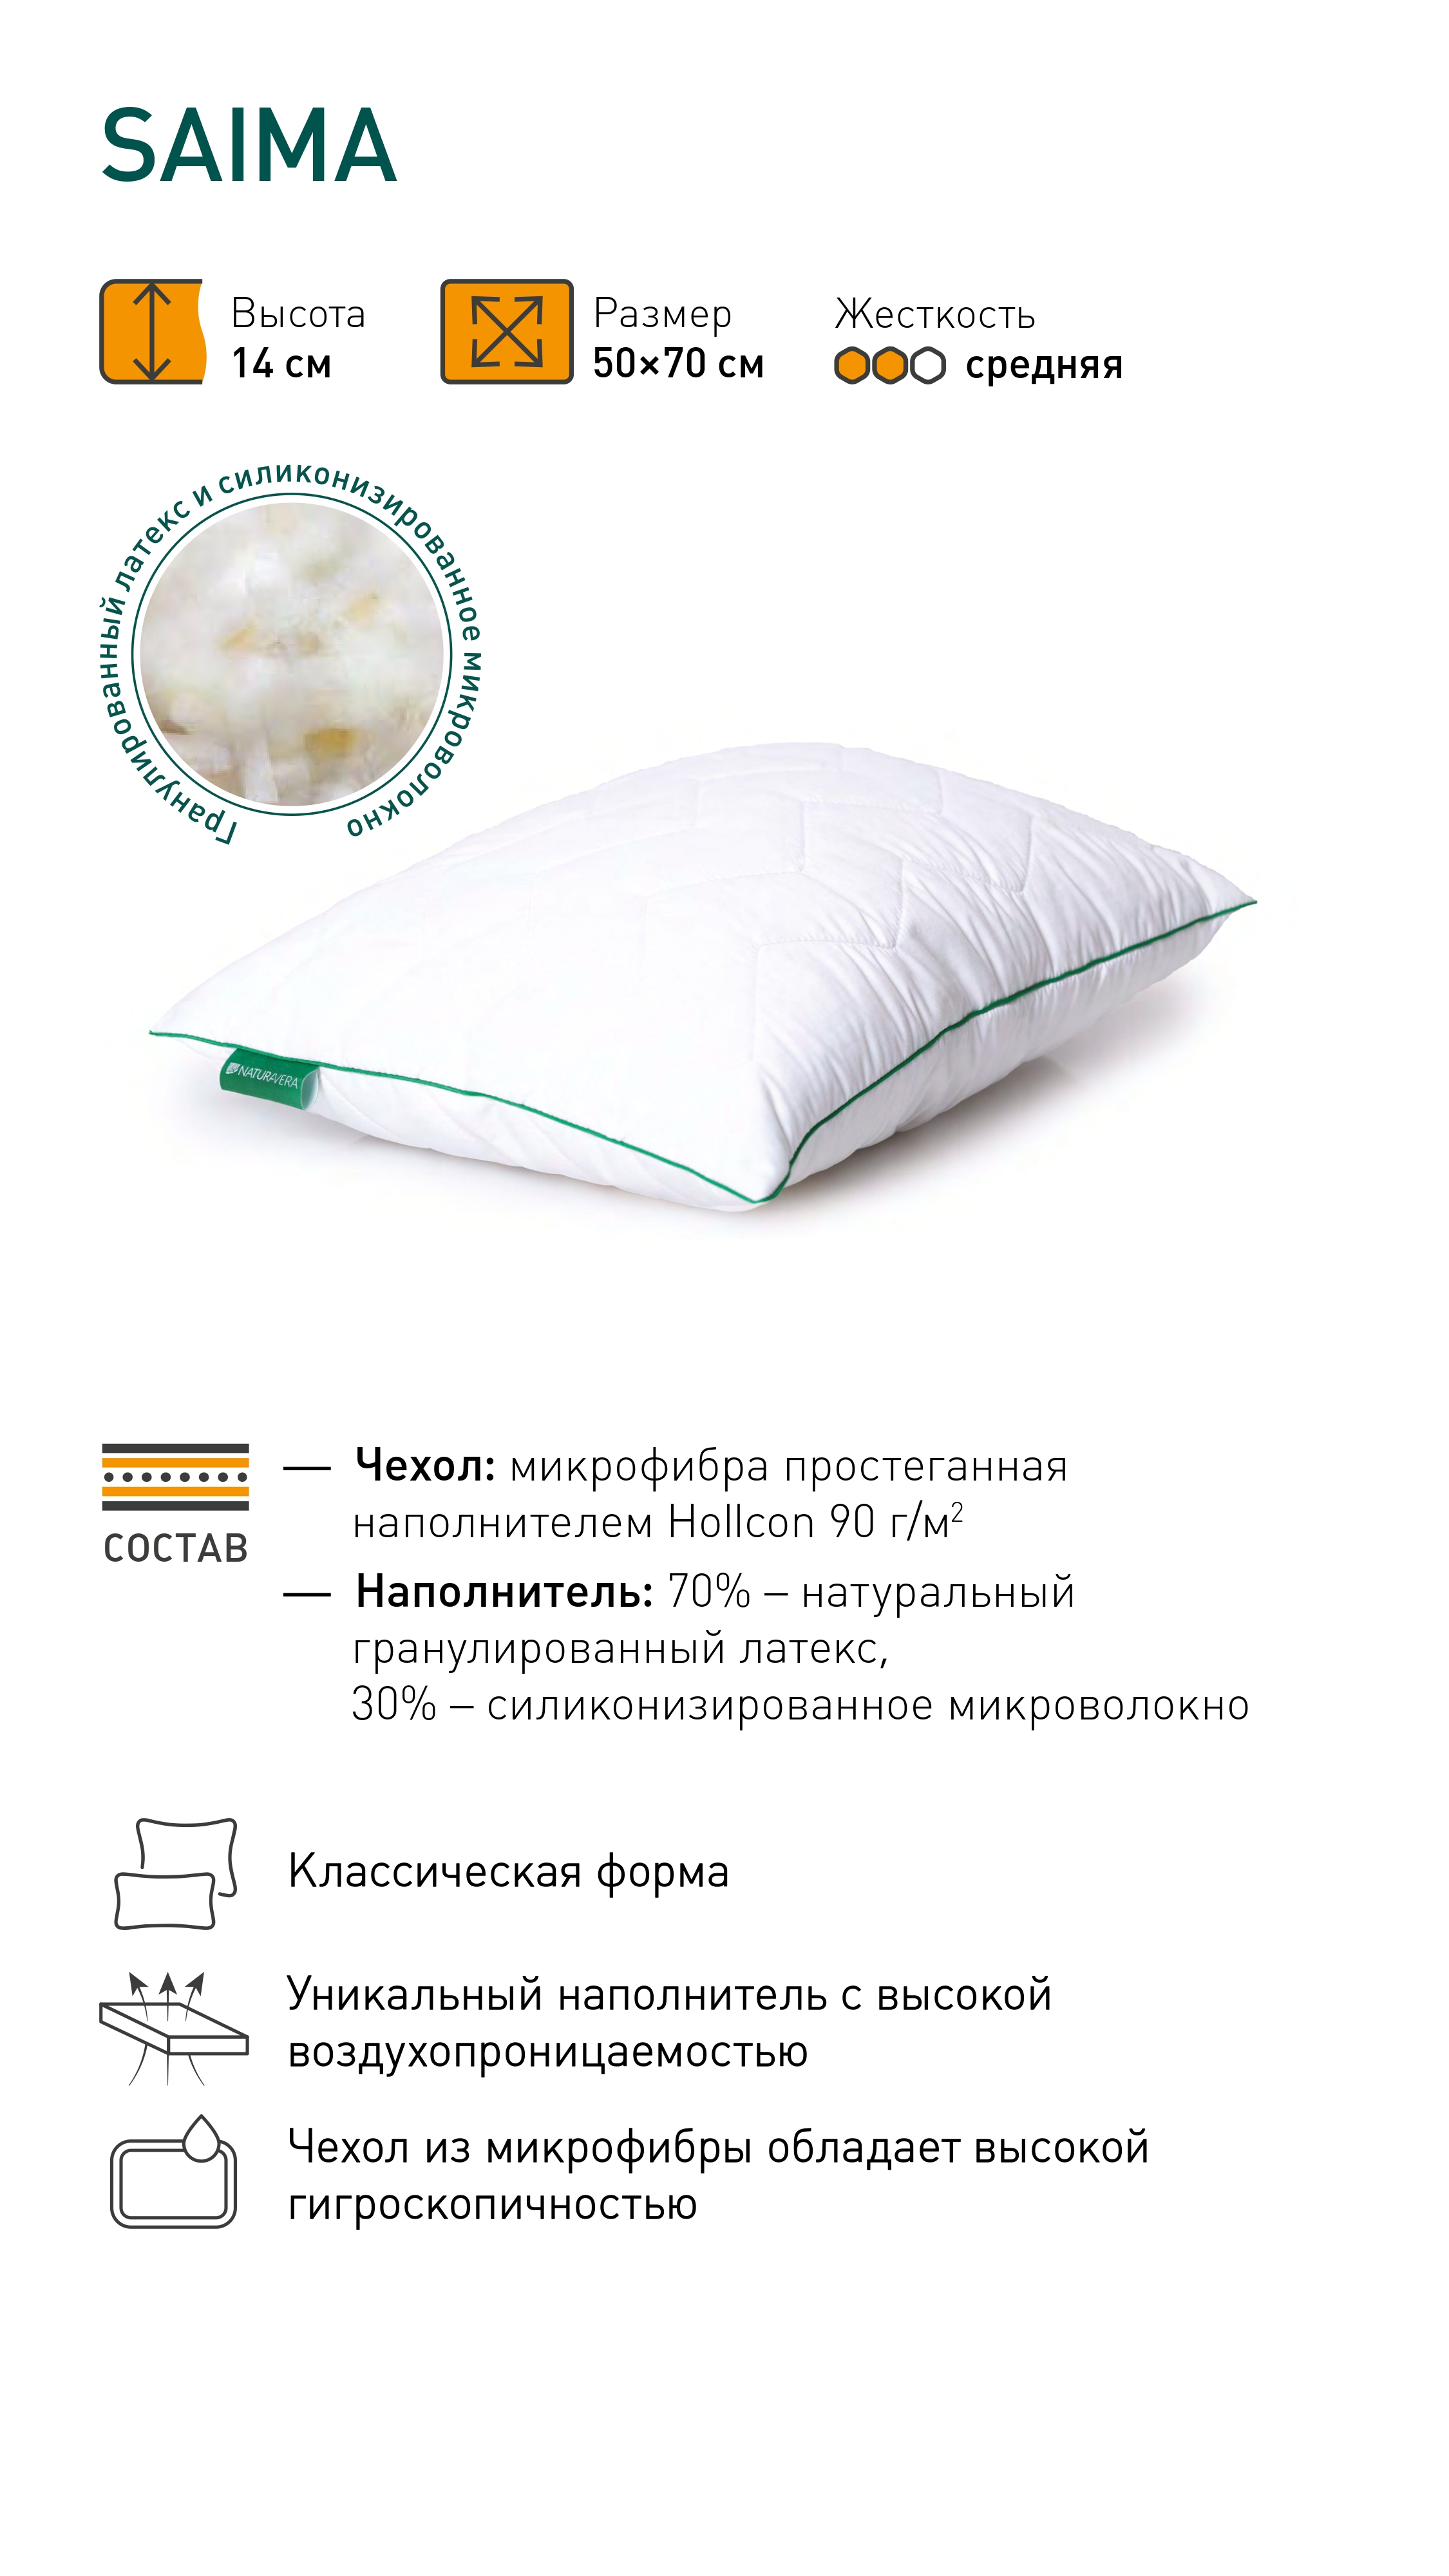 SAIMA
Высота
14 см
Размер
50×70 см
Жесткость
средняя
Гранулированный латекс и силиконизированное микроволокно
NATURAVERA
СОСТАВ
— Чехол: микрофибра простеганная
наполнителем Hollcon 90 г/м²
— Наполнитель: 70% – натуральный
гранулированный латекс,
30% – силиконизированное микроволокно
Классическая форма
Уникальный наполнитель с высокой
воздухопроницаемостью
Чехол из микрофибры обладает высокой
гигроскопичностью